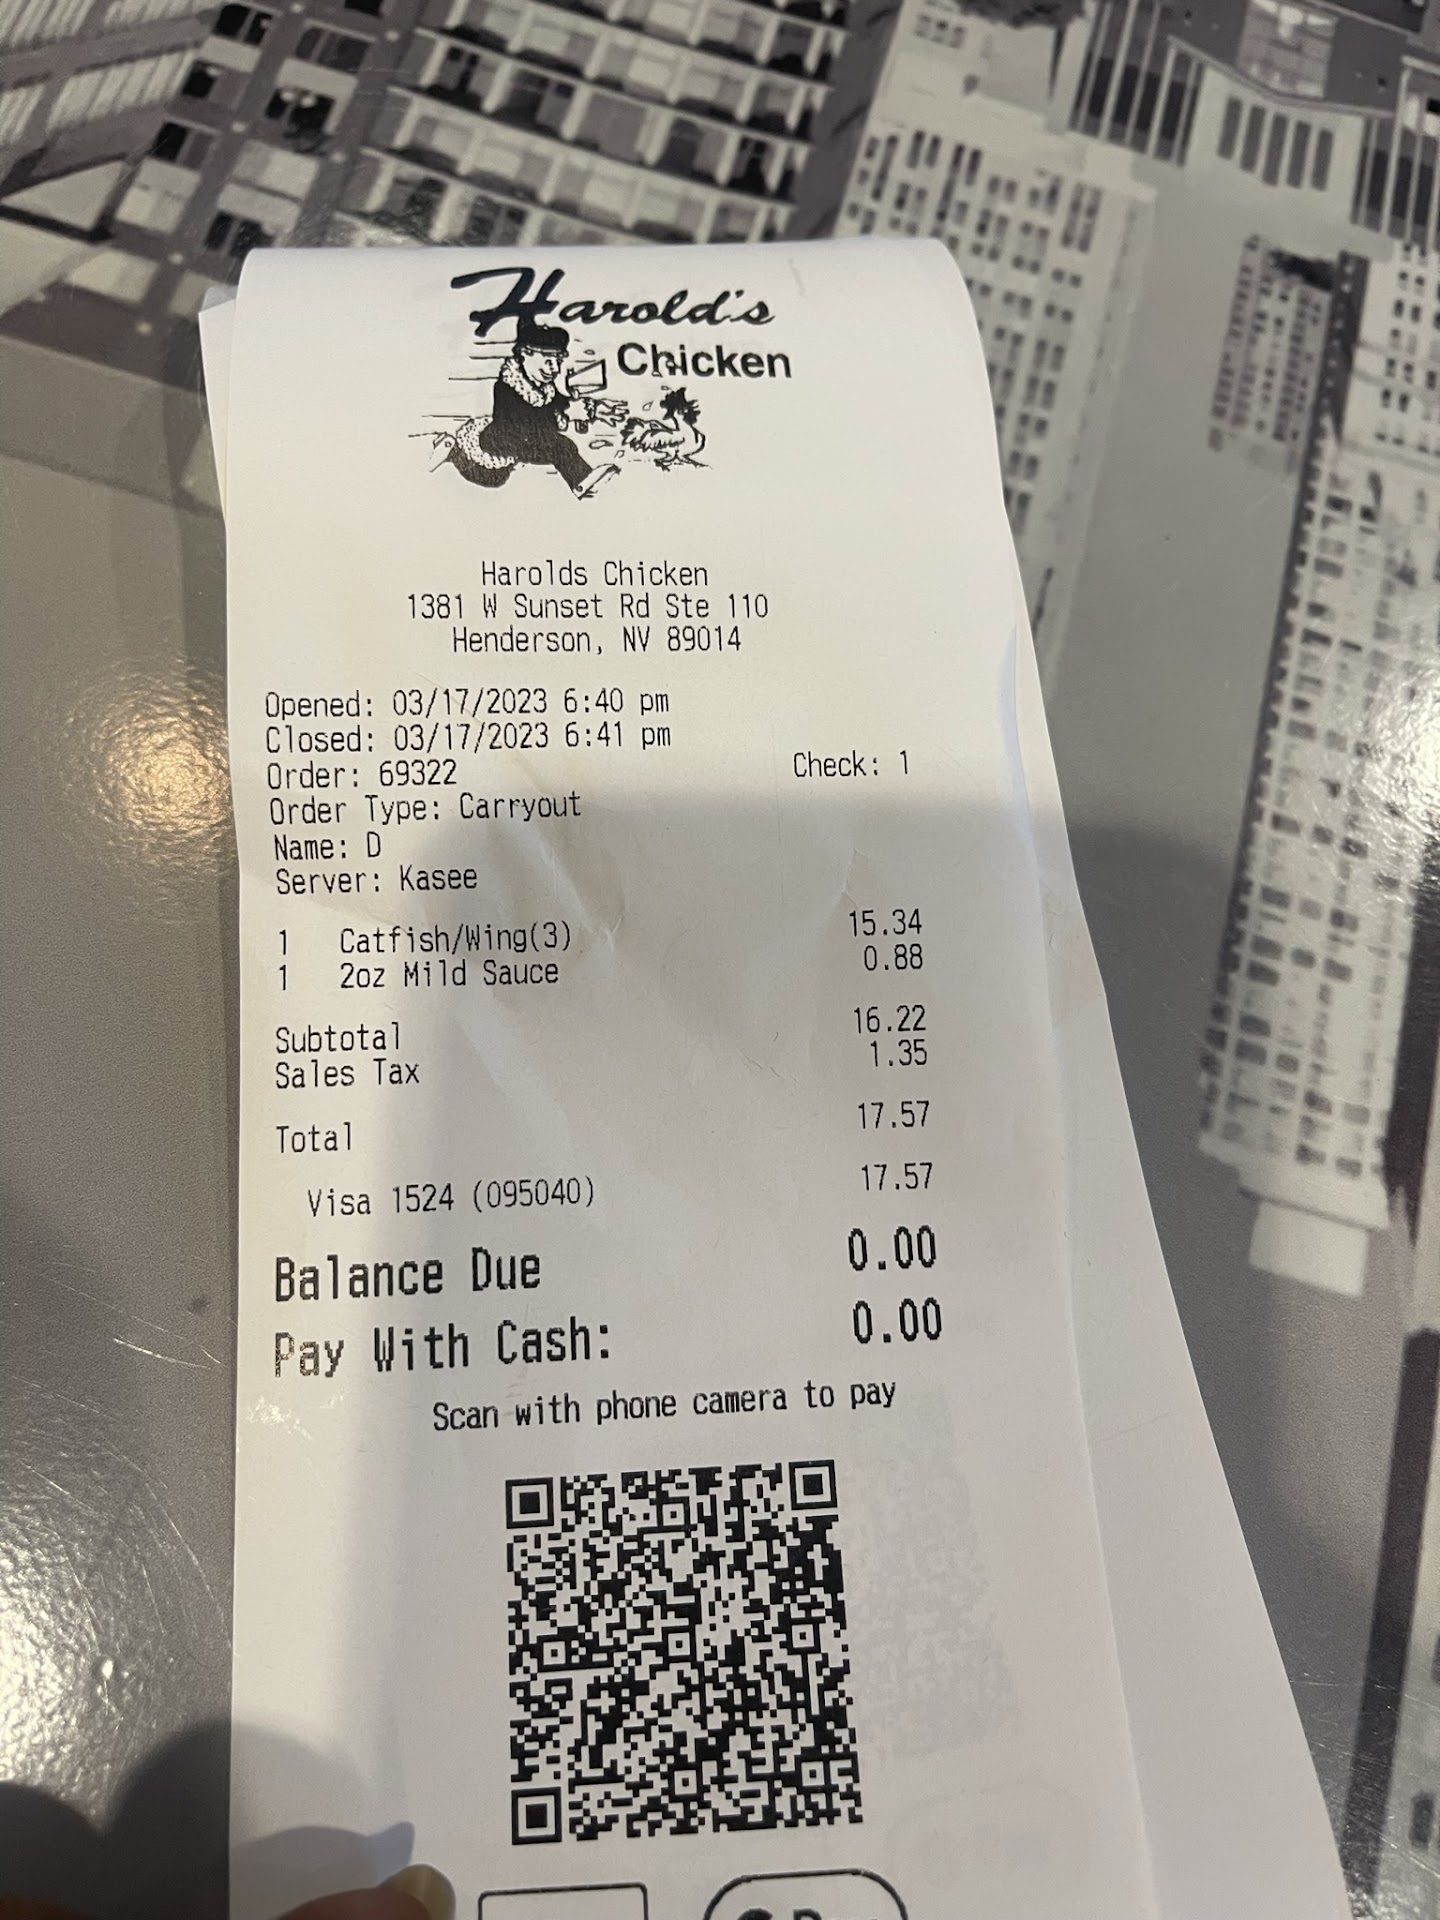 Harold's
Chicken
Harolds Chicken
1381 W Sunset Rd Ste 110
Henderson, NV 89014
Opened: 03/17/2023 6:40 pm
Closed: 03/17/2023 6:41 pm
Order: 69322 Check: 1
Order Type: Carryout
Name: D
Server: Kasee
1 Catfish/Wing(3) 15.34
1 2oz Mild Sauce 0.88
Subtotal 16.22
Sales Tax 1.35
Total 17.57
Visa 1524 (095040) 17.57
Balance Due 0.00
Pay With Cash: 0.00
Scan with phone camera to pay